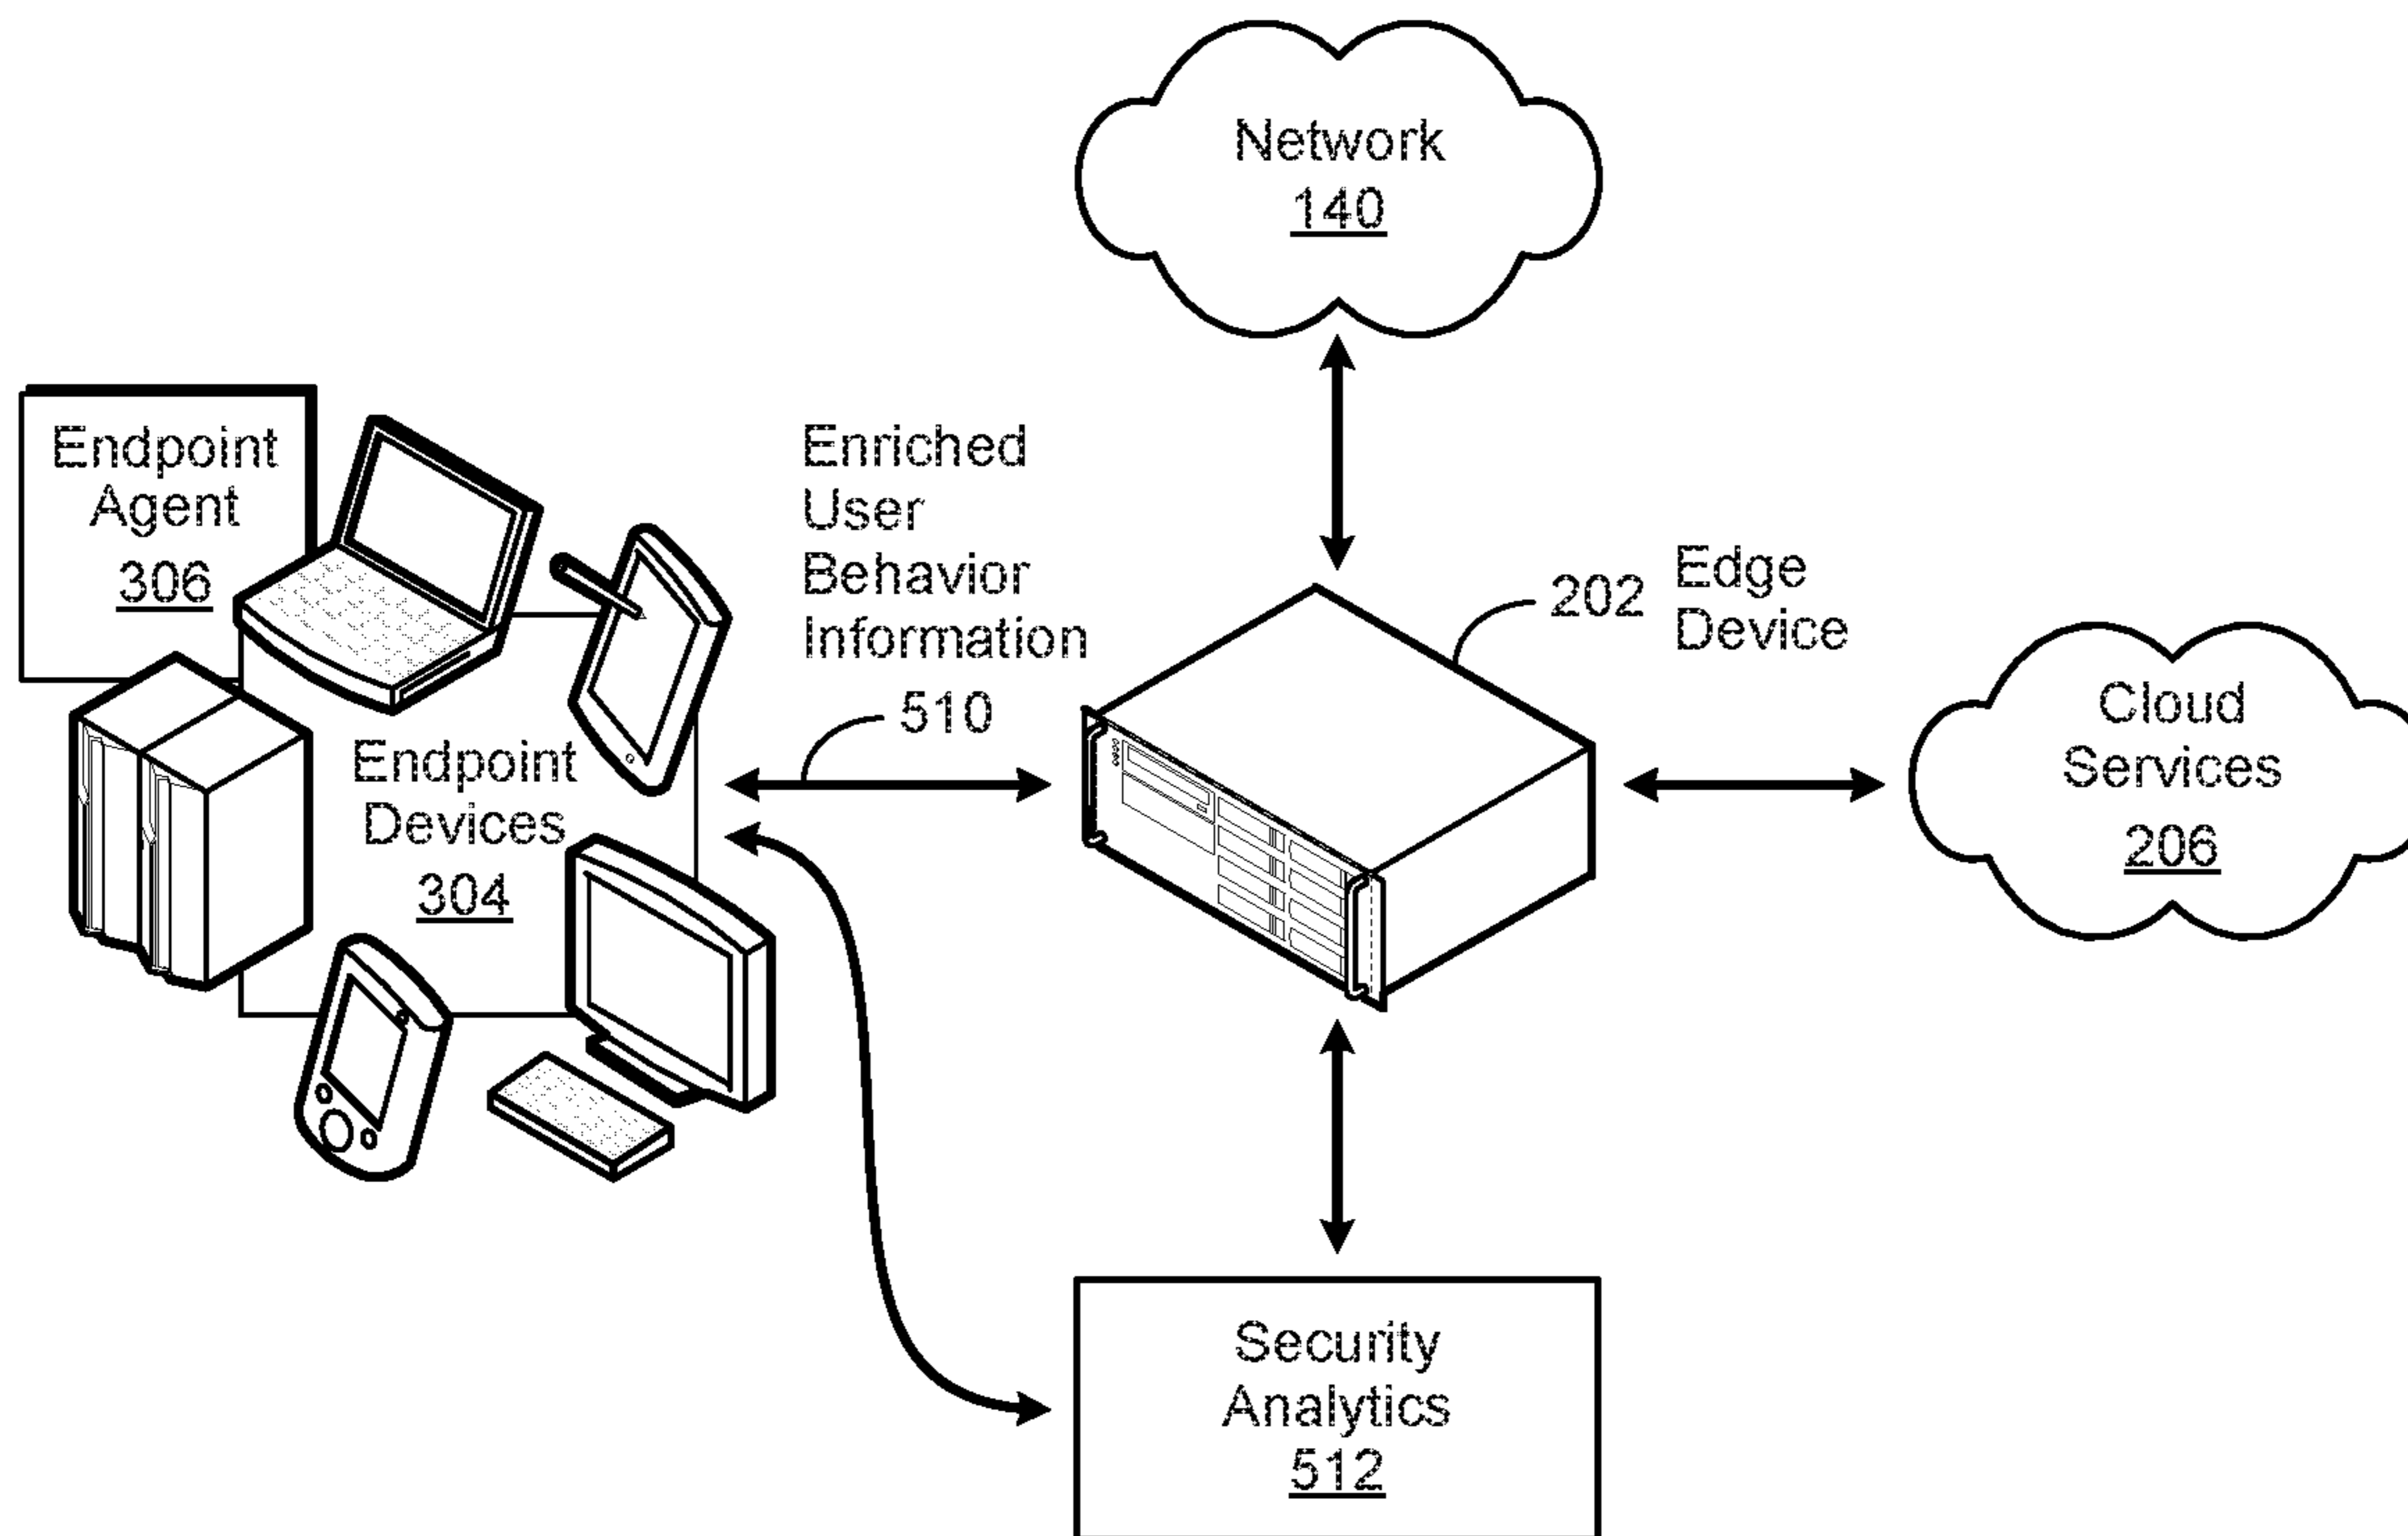 Network
140
Endpoint
Agent
306
Enriched
User
Behavior
Information
510
202
Edge
Device
Cloud
Services
206
Endpoint
Devices
304
Security
Analytics
512